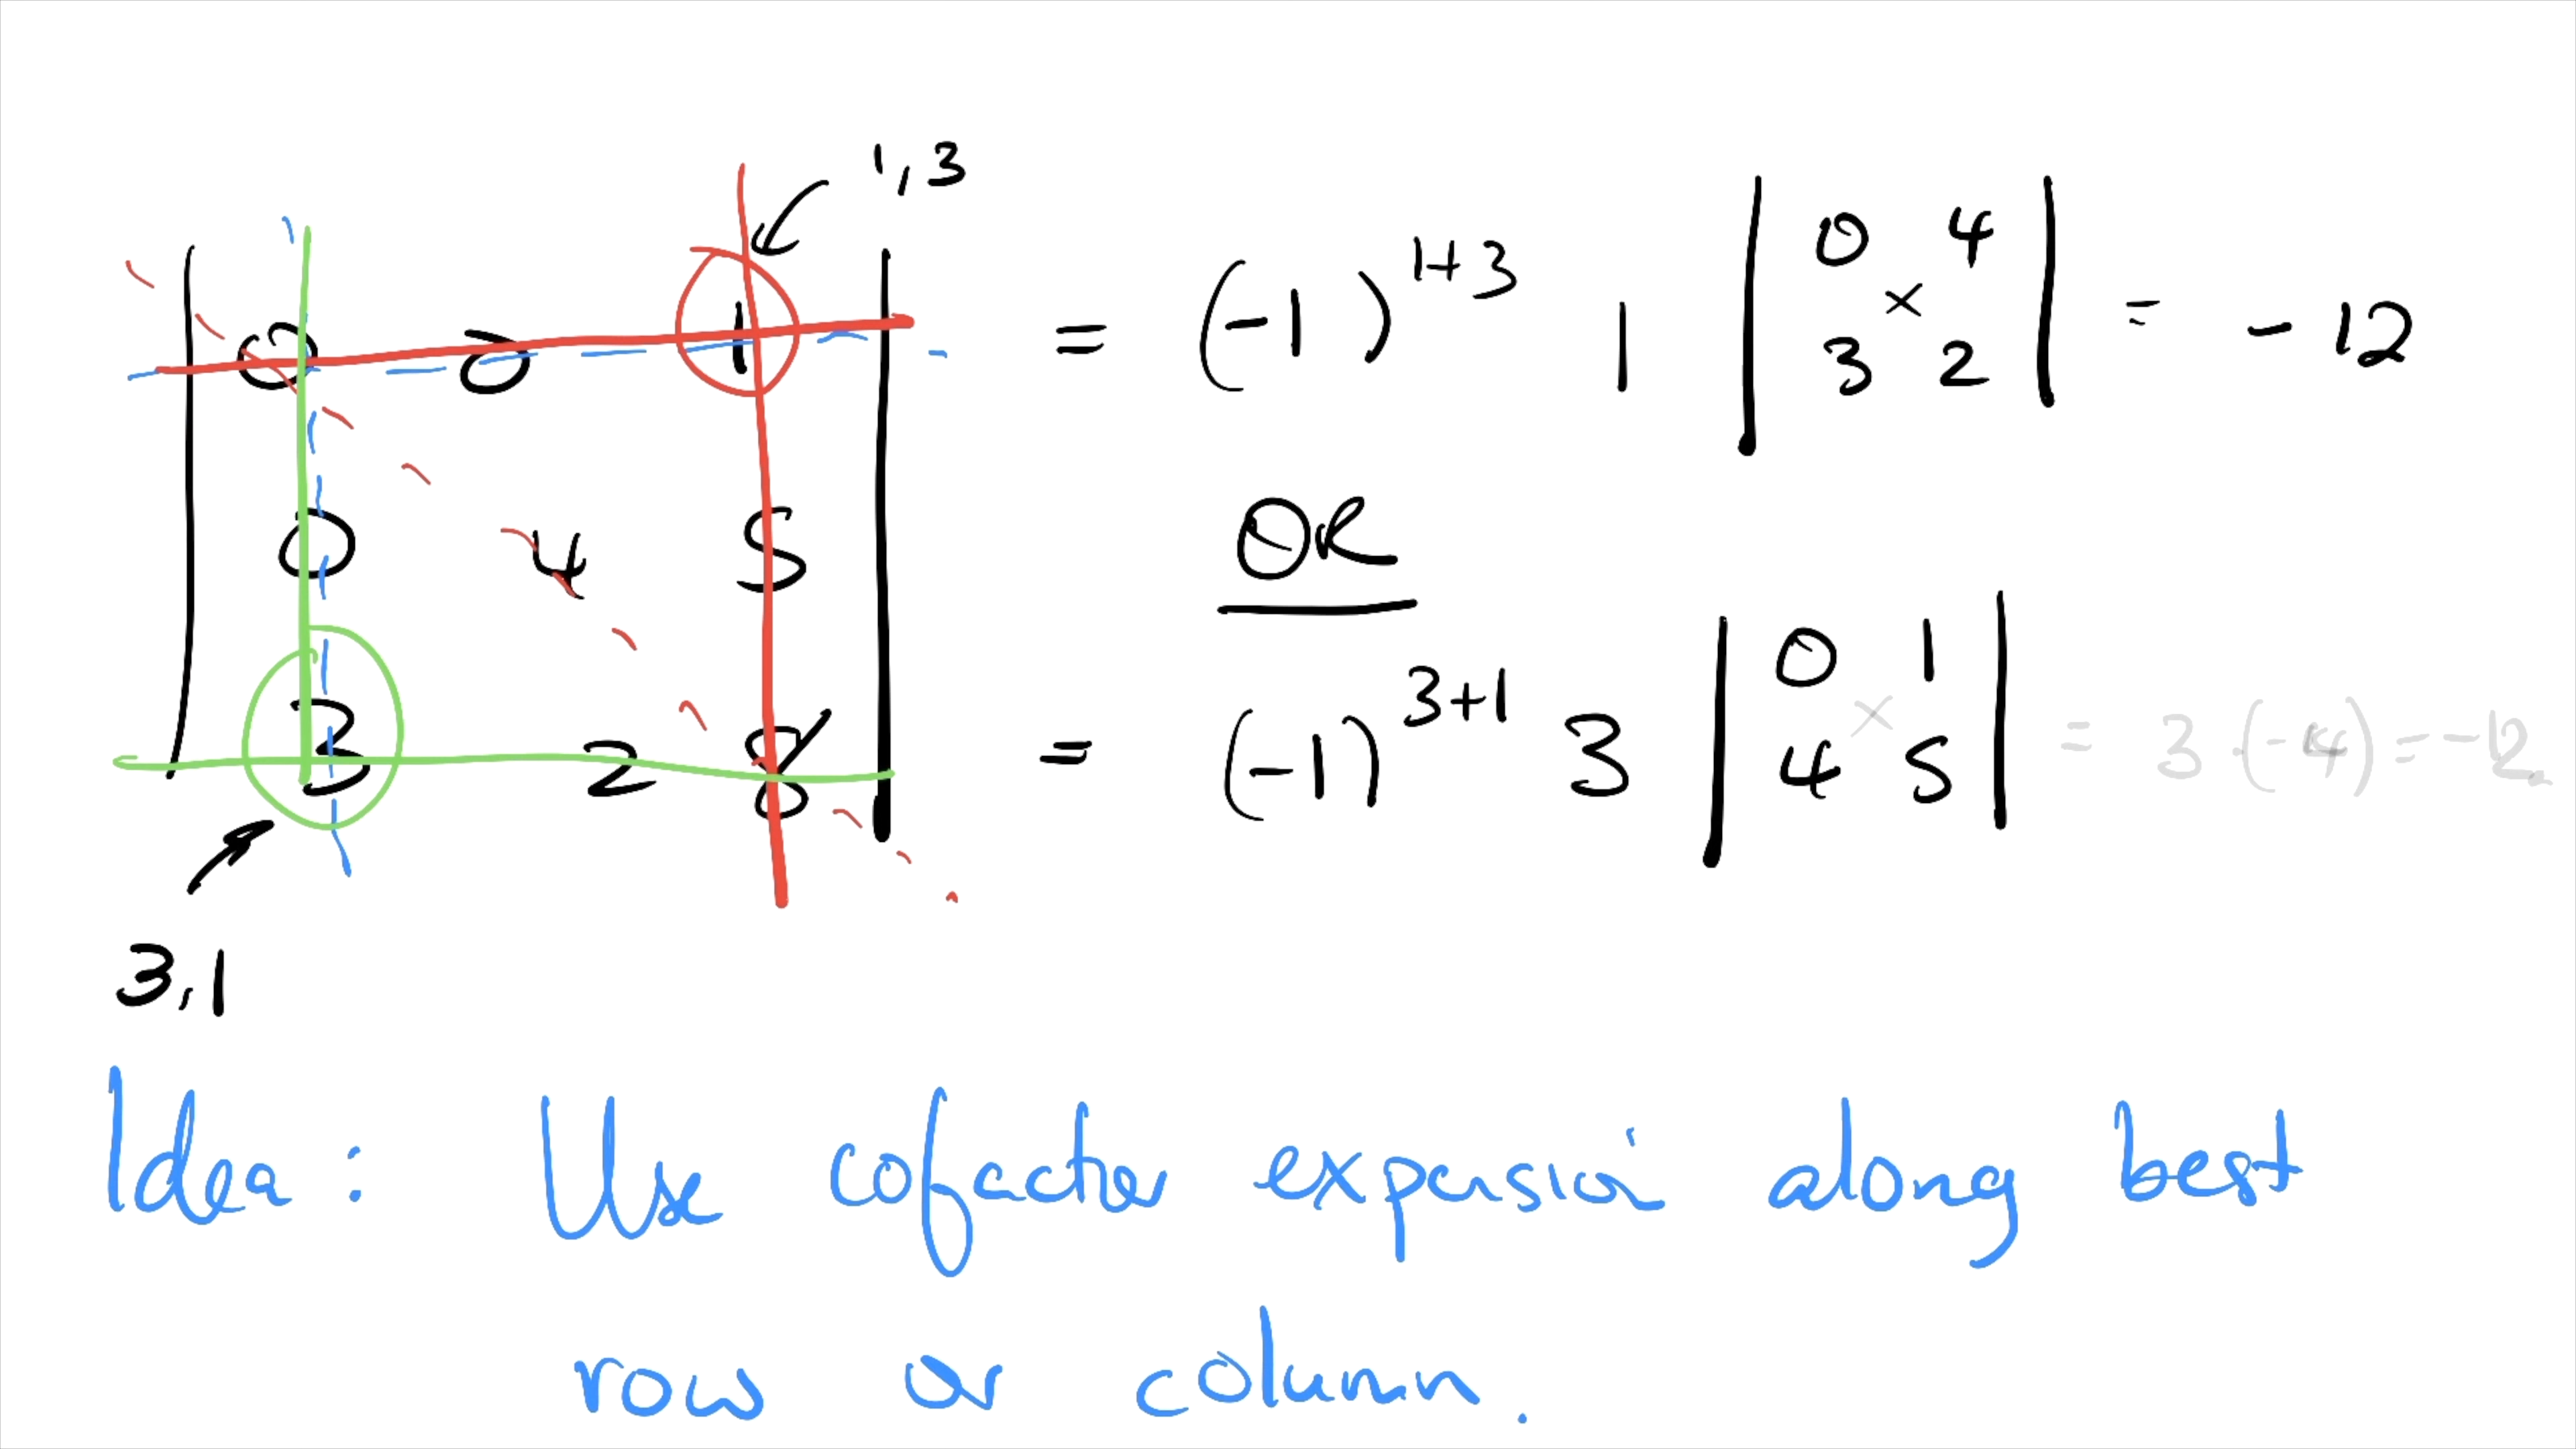 1,3
0 0 1 = (-1)^{1+3} 1 | 0 4 | = -12
3 2
0 4 5
OR
3 2 8 = (-1)^{3+1} 3 | 0 1 | = 3·(-4) = -12
4 5
3,1
Idea: Use cofactor expansion along best
row or column.